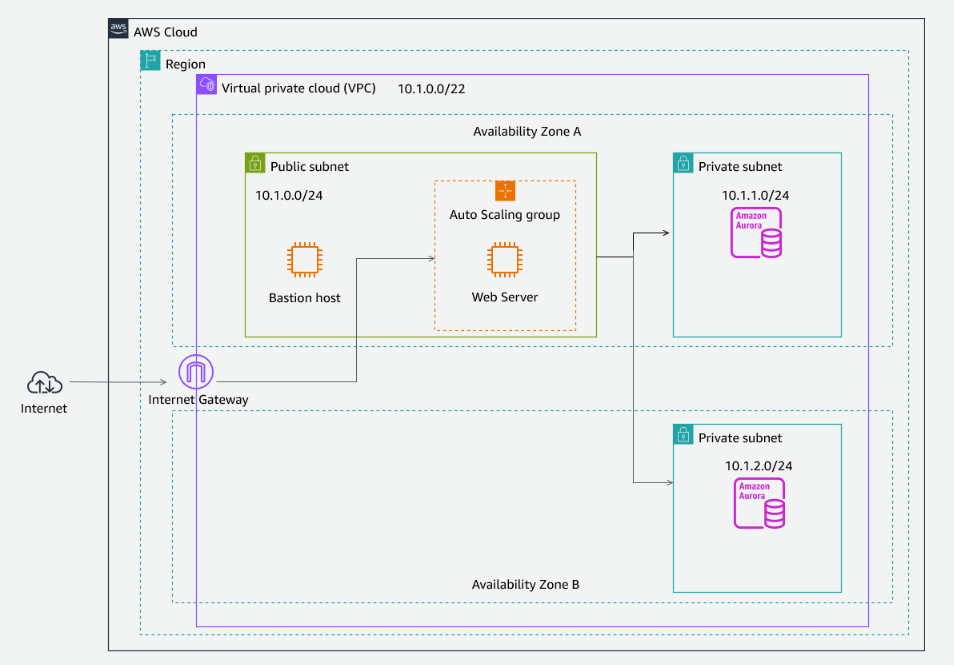 aws
AWS Cloud
Region
Virtual private cloud (VPC) 10.1.0.0/22
Availability Zone A
Public subnet
10.1.0.0/24
Auto Scaling group
Bastion host
Web Server
Private subnet
10.1.1.0/24
Amazon
Aurora
Internet
Internet Gateway
Private subnet
10.1.2.0/24
Amazon
Aurora
Availability Zone B